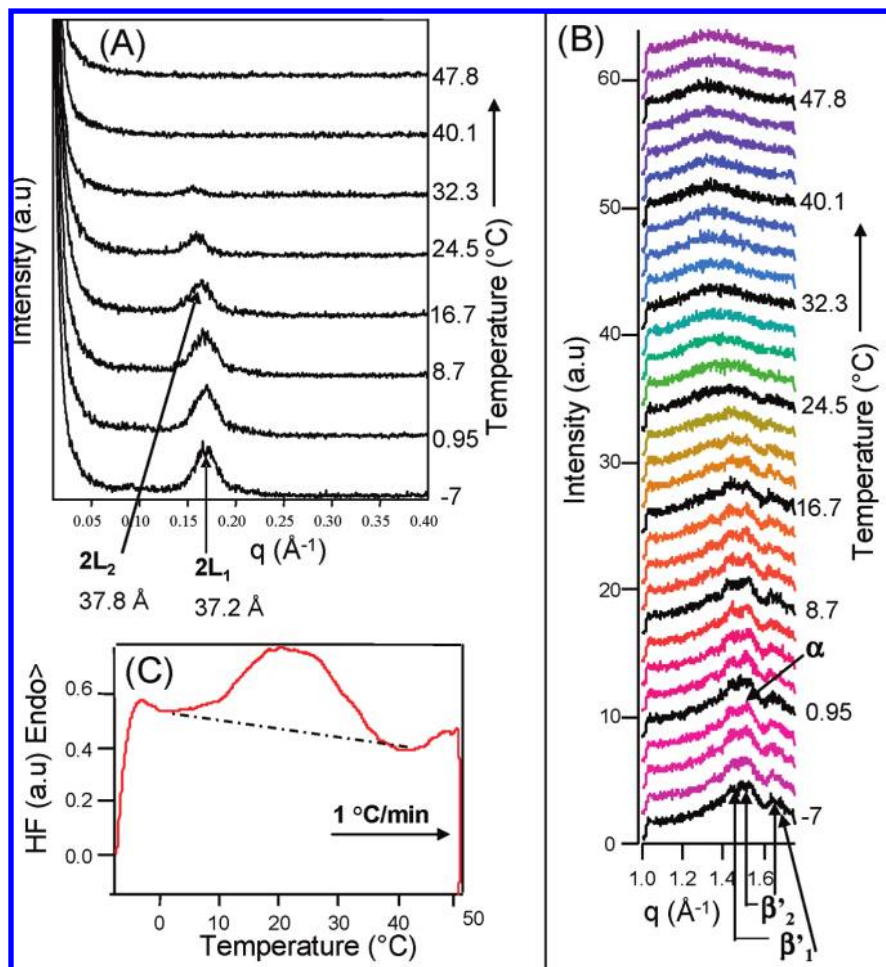 (A)
Intensity (a.u)
47.8
40.1
32.3
24.5
16.7
8.7
0.95
-7
Temperature (°C)
0.05 0.10 0.15 0.20 0.25 0.30 0.35 0.40
q (Å-1)
2L2
37.8 Å
2L1
37.2 Å
(B)
Intensity (a.u)
60
50
40
30
20
10
0
47.8
40.1
32.3
24.5
16.7
8.7
α
0.95
-7
Temperature (°C)
1.0 1.2 1.4 1.6
q (Å-1)
β'2
β'1
(C)
HF (a.u) Endo>
0.6
0.4
0.2
0.0
1 °C/min
0 10 20 30 40 50
Temperature (°C)